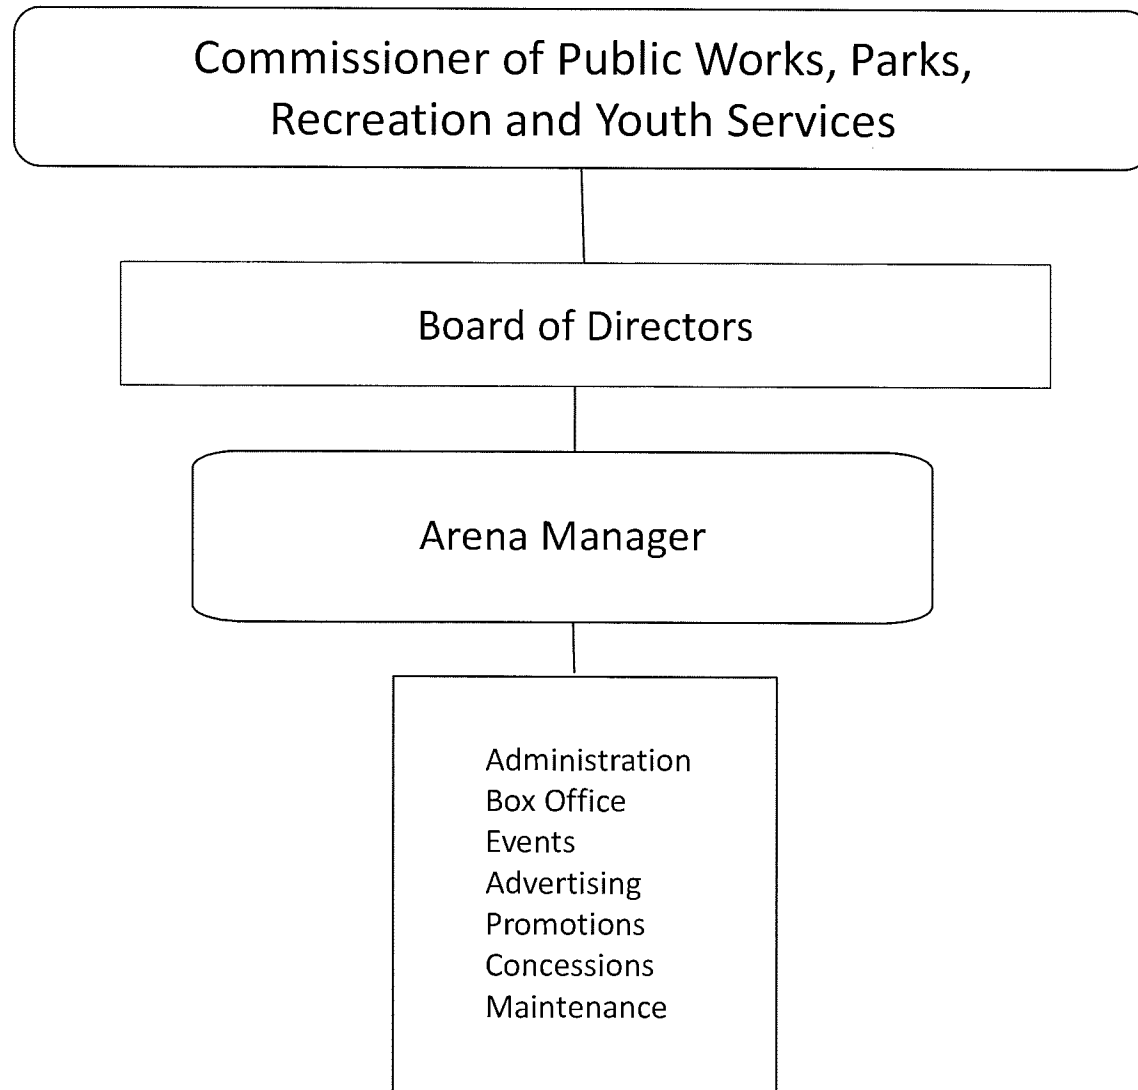 Commissioner of Public Works, Parks,
Recreation and Youth Services
Board of Directors
Arena Manager
Administration
Box Office
Events
Advertising
Promotions
Concessions
Maintenance